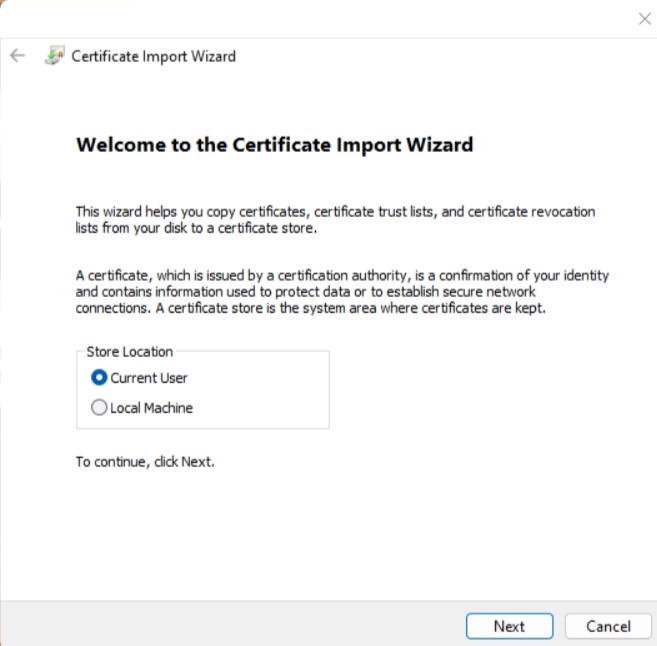 Certificate Import Wizard
Welcome to the Certificate Import Wizard
This wizard helps you copy certificates, certificate trust lists, and certificate revocation
lists from your disk to a certificate store.
A certificate, which is issued by a certification authority, is a confirmation of your identity
and contains information used to protect data or to establish secure network
connections. A certificate store is the system area where certificates are kept.
Store Location
Current User
Local Machine
To continue, click Next.
Next
Cancel